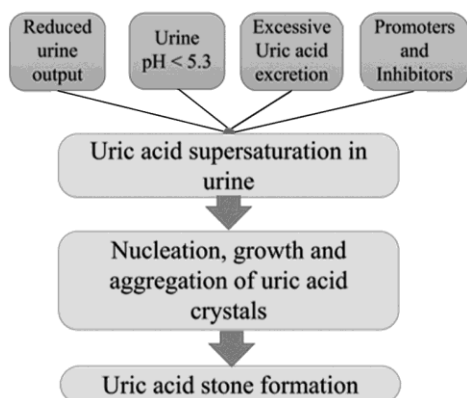 Reduced
urine
output
Urine
pH < 5.3
Excessive
Uric acid
excretion
Promoters
and
Inhibitors
Uric acid supersaturation in
urine
Nucleation, growth and
aggregation of uric acid
crystals
Uric acid stone formation